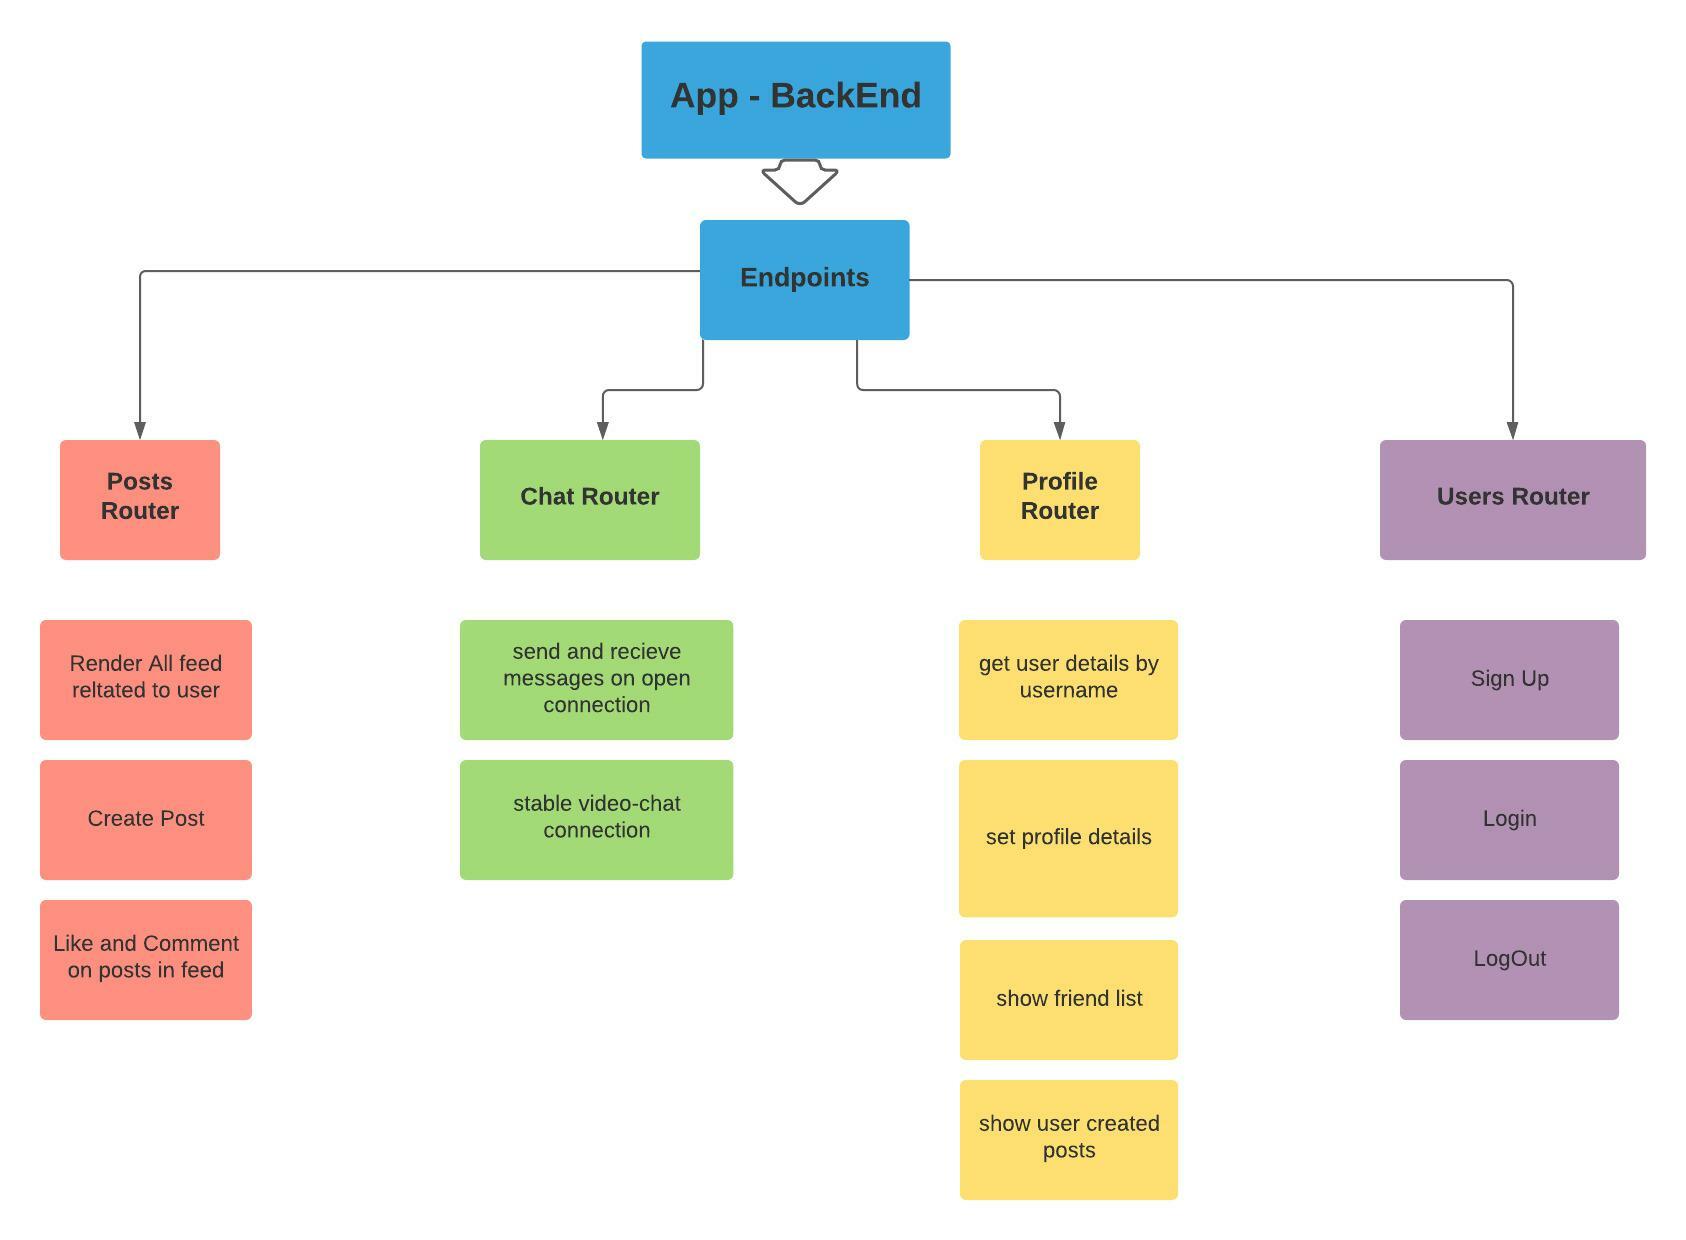 App - BackEnd
Endpoints
Posts
Router
Chat Router
Profile
Router
Users Router
Render All feed
reltated to user
Create Post
Like and Comment
on posts in feed
send and recieve
messages on open
connection
stable video-chat
connection
get user details by
username
set profile details
show friend list
show user created
posts
Sign Up
Login
LogOut